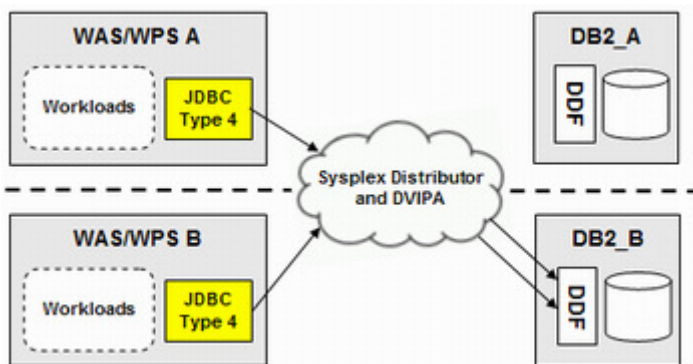 WAS/WPS A
Workloads
JDBC
Type 4
DB2_A
DDF
Sysplex Distributor
and DVIPA
WAS/WPS B
Workloads
JDBC
Type 4
DB2_B
DDF